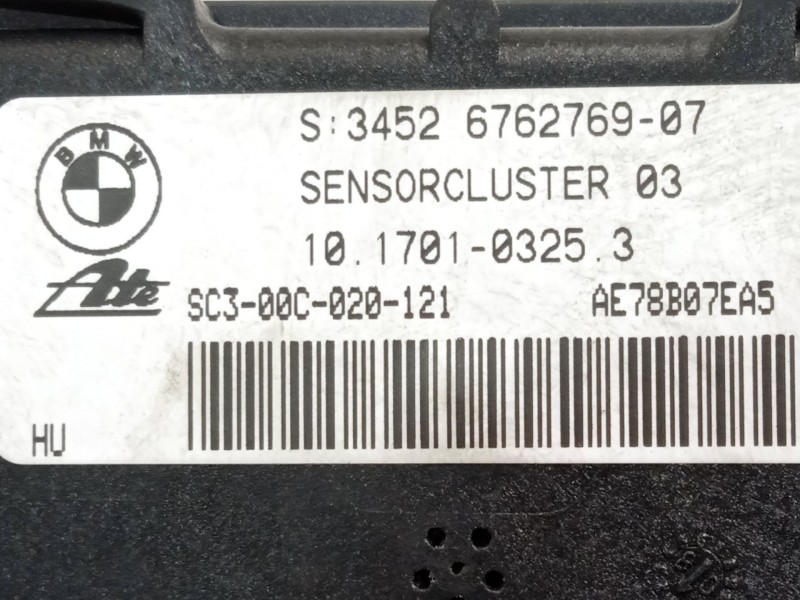 BMW
S:3452 6762769-07
SENSORCLUSTER 03
10.1701-0325.3
Ate
SC3-00C-020-121 AE78B07EA5
HU